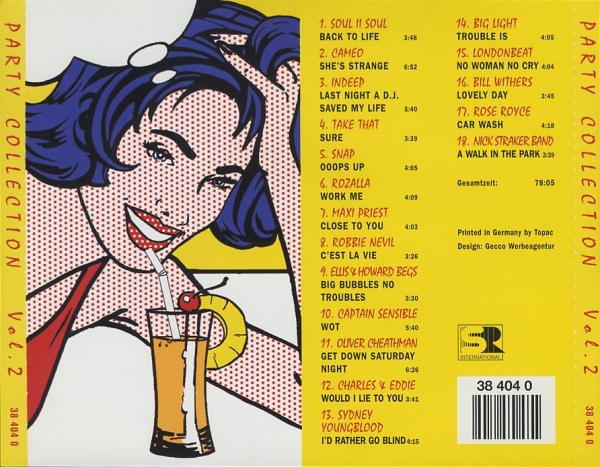 PARTY COLLECTION Vol. 2
38 404 0
1. SOUL II SOUL
BACK TO LIFE 3:48
2. CAMEO
SHE'S STRANGE 6:52
3. INDEEP
LAST NIGHT A D.J.
SAVED MY LIFE 5:40
4. TAKE THAT
SURE 3:39
5. SNAP
OOOPS UP 4:05
6. ROZALLA
WORK ME 4:09
7. MAXI PRIEST
CLOSE TO YOU 4:03
8. ROBBIE NEVIL
C'EST LA VIE 3:26
9. ELLIS & HOWARD BEGS
BIG BUBBLES NO
TROUBLES 3:30
10. CAPTAIN SENSIBLE
WOT 5:40
11. OLIVER CHEATHMAN
GET DOWN SATURDAY
NIGHT 6:26
12. CHARLES & EDDIE
WOULD I LIE TO YOU 3:41
13. SYDNEY
YOUNGBLOOD
I'D RATHER GO BLIND 4:15
14. BIG LIGHT
TROUBLE IS 4:05
15. LONDONBEAT
NO WOMAN NO CRY 4:04
16. BILL WITHERS
LOVELY DAY 3:45
17. ROSE ROYCE
CAR WASH 4:18
18. NICK STRAKER BAND
A WALK IN THE PARK 3:39
Gesamtzeit: 78:05
Printed in Germany by Topac
Design: Gecco Werbeagentur
SR
INTERNATIONAL
38 404 0
PARTY COLLECTION Vol. 2
38 404 0